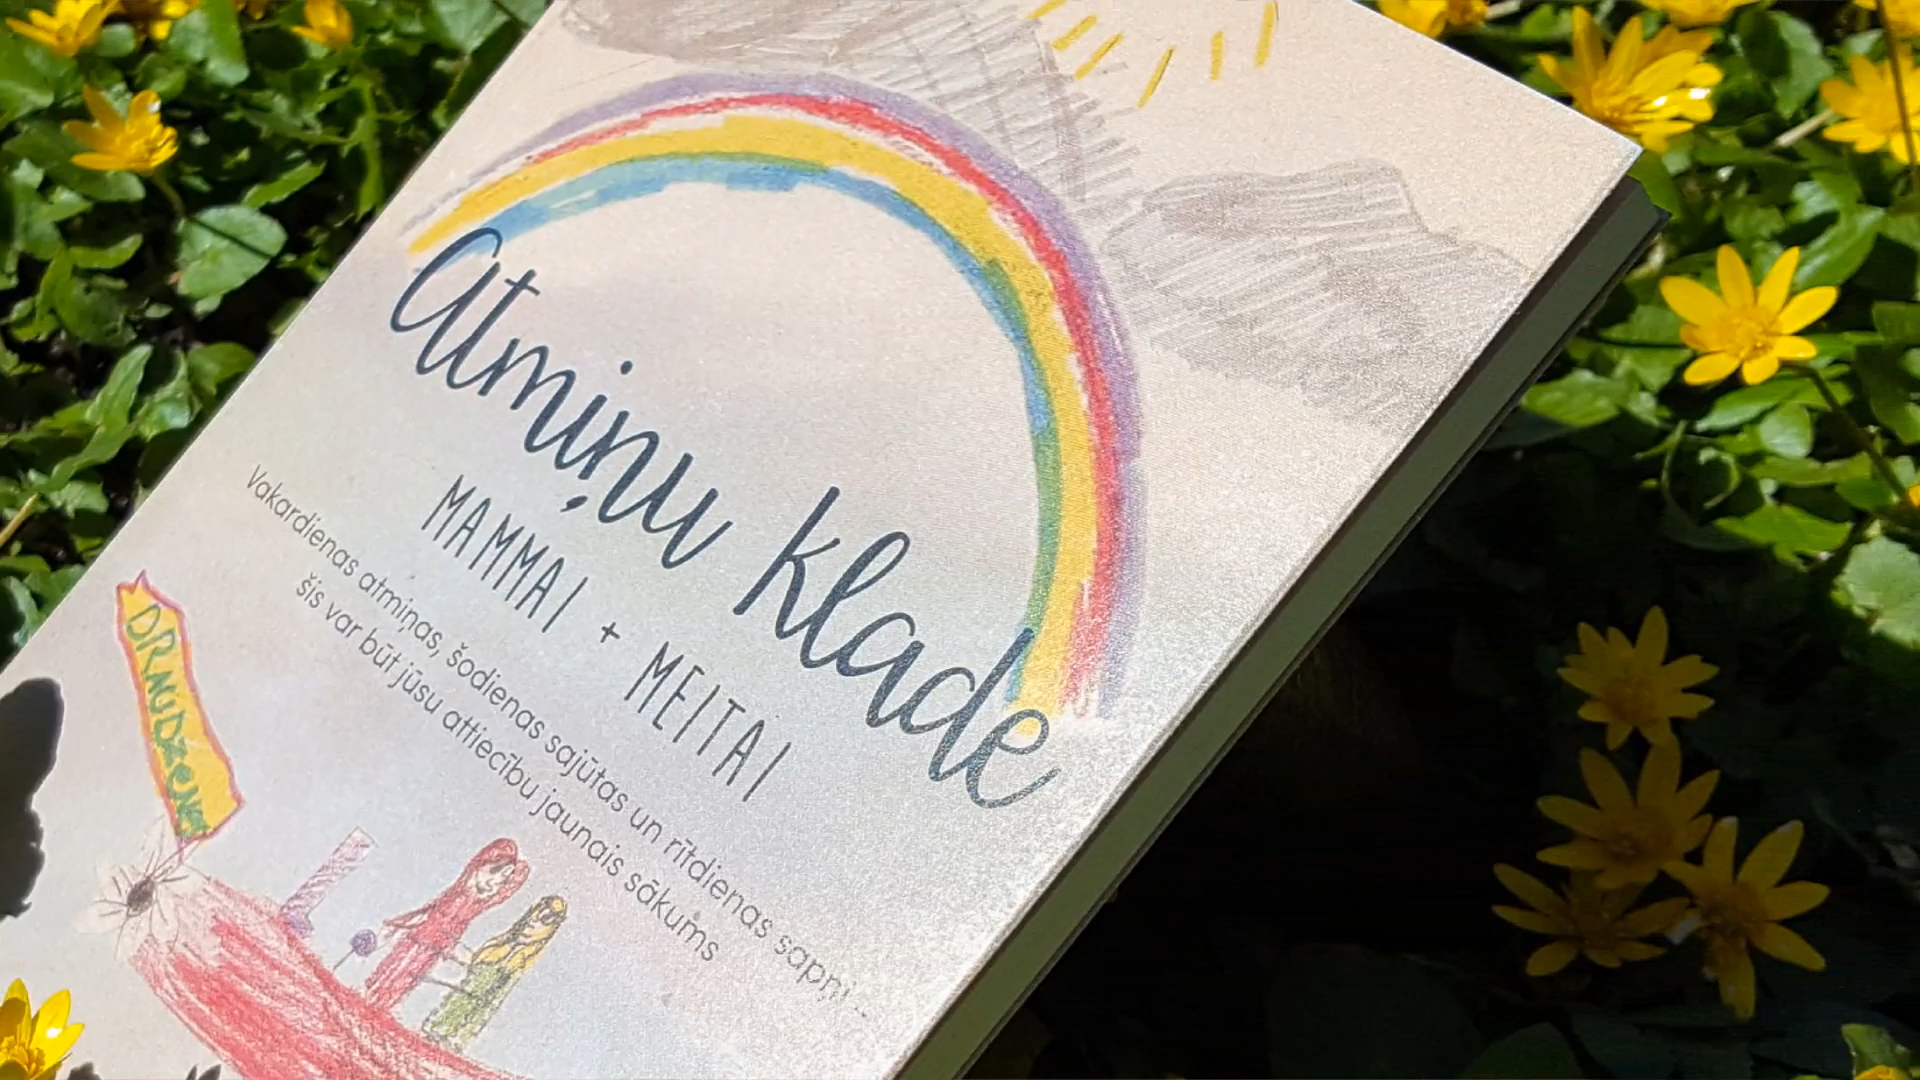 atmiņu klade
MAMMAI + MEITAI
Vakardienas atmiņas, šodienas sajūtas un rītdienas sapņi ...
šis var būt jūsu attiecību jaunais sākums